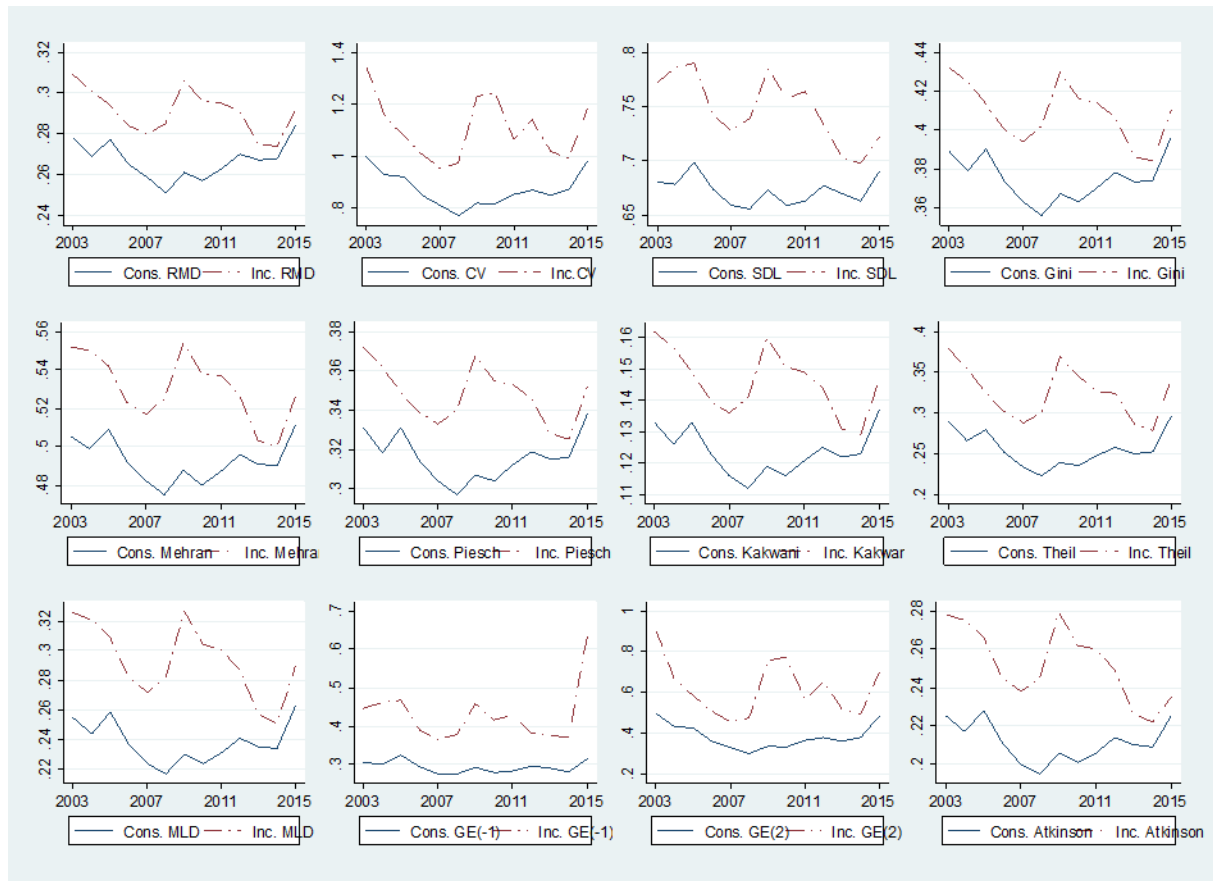 .24 .26 .28 .3 .32
2003 2007 2011 2015
Cons. RMD Inc. RMD
.8 1 1.2 1.4
2003 2007 2011 2015
Cons. CV Inc.CV
.65 .7 .75 .8
2003 2007 2011 2015
Cons. SDL Inc. SDL
.36 .38 .4 .42 .44
2003 2007 2011 2015
Cons. Gini Inc. Gini
.48 .5 .52 .54 .56
2003 2007 2011 2015
Cons. Mehran Inc. Mehra
.3 .32 .34 .36 .38
2003 2007 2011 2015
Cons. Piesch Inc. Piesch
.11 .12 .13 .14 .15 .16
2003 2007 2011 2015
Cons. Kakwani Inc. Kakwar
.2 .25 .3 .35 .4
2003 2007 2011 2015
Cons. Theil Inc. Theil
.22 .24 .26 .28 .3 .32
2003 2007 2011 2015
Cons. MLD Inc. MLD
.3 .4 .5 .6 .7
2003 2007 2011 2015
Cons. GE(-1) Inc. GE(-1)
.2 .4 .6 .8 1
2003 2007 2011 2015
Cons. GE(2) Inc. GE(2)
.2 .22 .24 .26 .28
2003 2007 2011 2015
Cons. Atkinson Inc. Atkinson